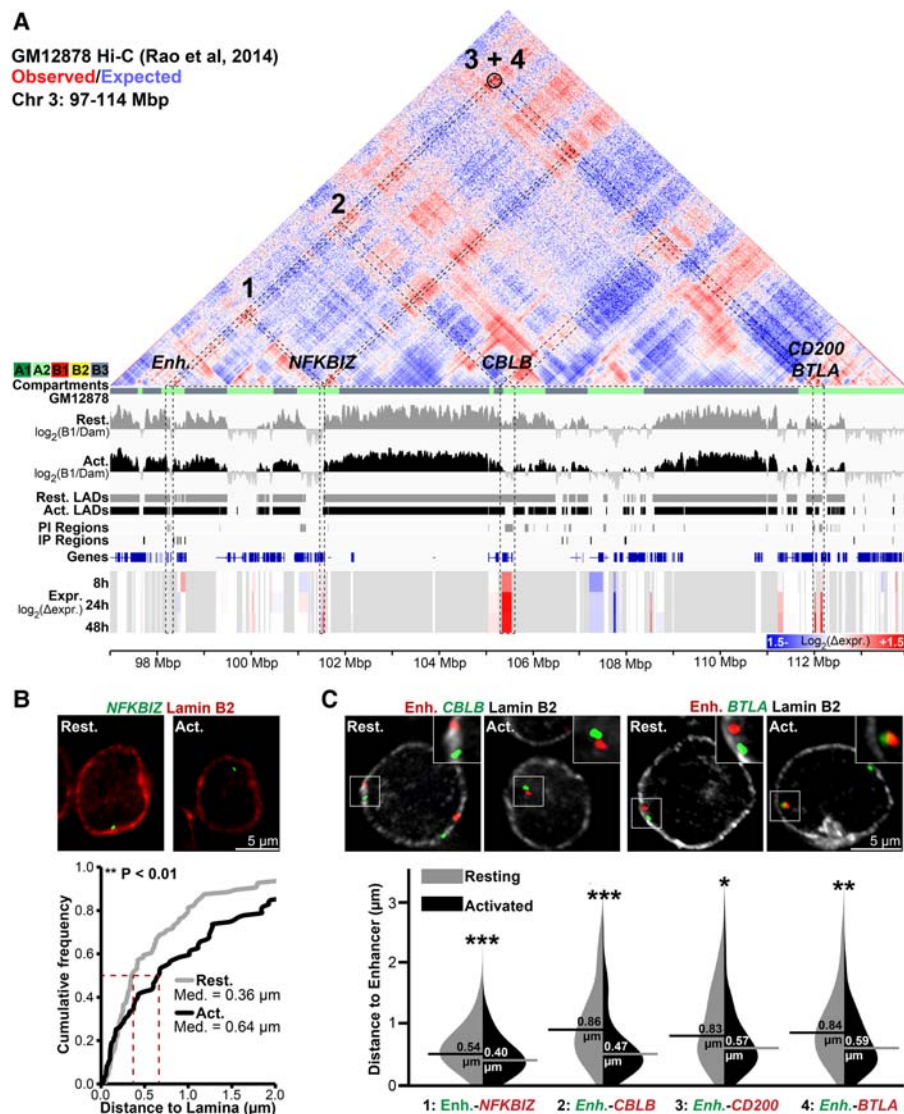 A
GM12878 Hi-C (Rao et al, 2014)
Observed/Expected
Chr 3: 97-114 Mbp
3 + 4
2
1
Enh.
NFKBIZ
CBLB
CD200
BTLA
A1 A2 B1 B2 B3
Compartments
GM12878
Rest.
log2(B1/Dam)
Act.
log2(B1/Dam)
Rest. LADs
Act. LADs
PI Regions
IP Regions
Genes
8h
Expr. 24h
log2(Δexpr.)
48h
1.5- Log2(Δexpr.) +1.5
98 Mbp 100 Mbp 102 Mbp 104 Mbp 106 Mbp 108 Mbp 110 Mbp 112 Mbp
B
NFKBIZ Lamin B2
Rest. Act.
5 µm
** P < 0.01
Cumulative frequency
1.0
0.8
0.6
0.4
0.2
0.0
Rest.
Med. = 0.36 µm
Act.
Med. = 0.64 µm
0.0 0.5 1.0 1.5 2.0
Distance to Lamina (µm)
C
Enh. CBLB Lamin B2
Enh. BTLA Lamin B2
Rest. Act. Rest. Act.
5 µm
Distance to Enhancer (µm)
3
2
1
0
Resting
Activated
*** *** * **
0.54 µm 0.40 µm
0.86 µm 0.47 µm
0.83 µm 0.57 µm
0.84 µm 0.59 µm
1: Enh.-NFKBIZ 2: Enh.-CBLB 3: Enh-CD200 4: Enh-BTLA